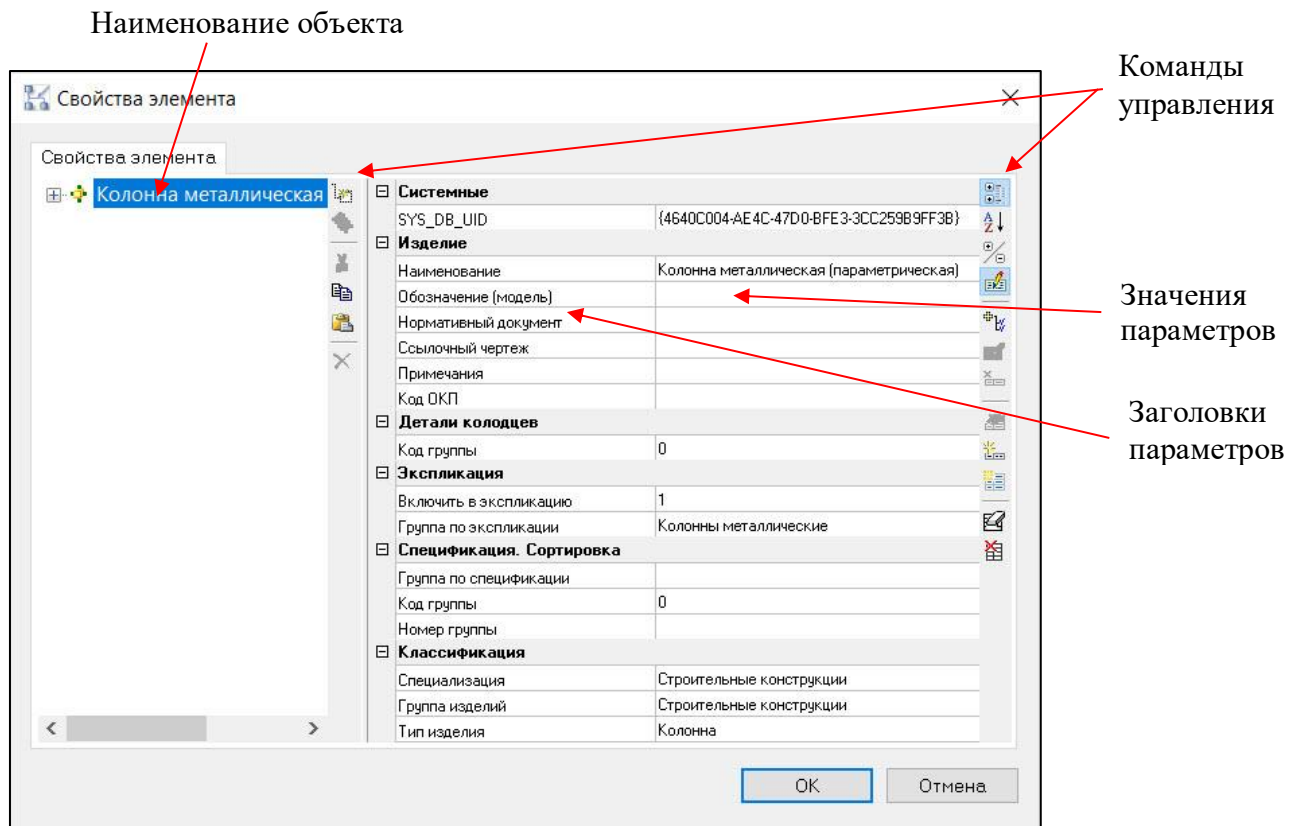 Наименование объекта
Команды
управления
Свойства элемента
Свойства элемента
Колонна металлическая
Системные
SYS_DB_UID {4640C004-AE4C-47D0-BFE3-3CC259B9FF3B}
Изделие
Наименование Колонна металлическая (параметрическая)
Обозначение (модель)
Нормативный документ
Ссылочный чертеж
Примечания
Код ОКП
Значения
параметров
Детали колодцев
Код группы 0
Заголовки
параметров
Экспликация
Включить в экспликацию 1
Группа по экспликации Колонны металлические
Спецификация. Сортировка
Группа по спецификации
Код группы 0
Номер группы
Классификация
Специализация Строительные конструкции
Группа изделий Строительные конструкции
Тип изделия Колонна
OK Отмена